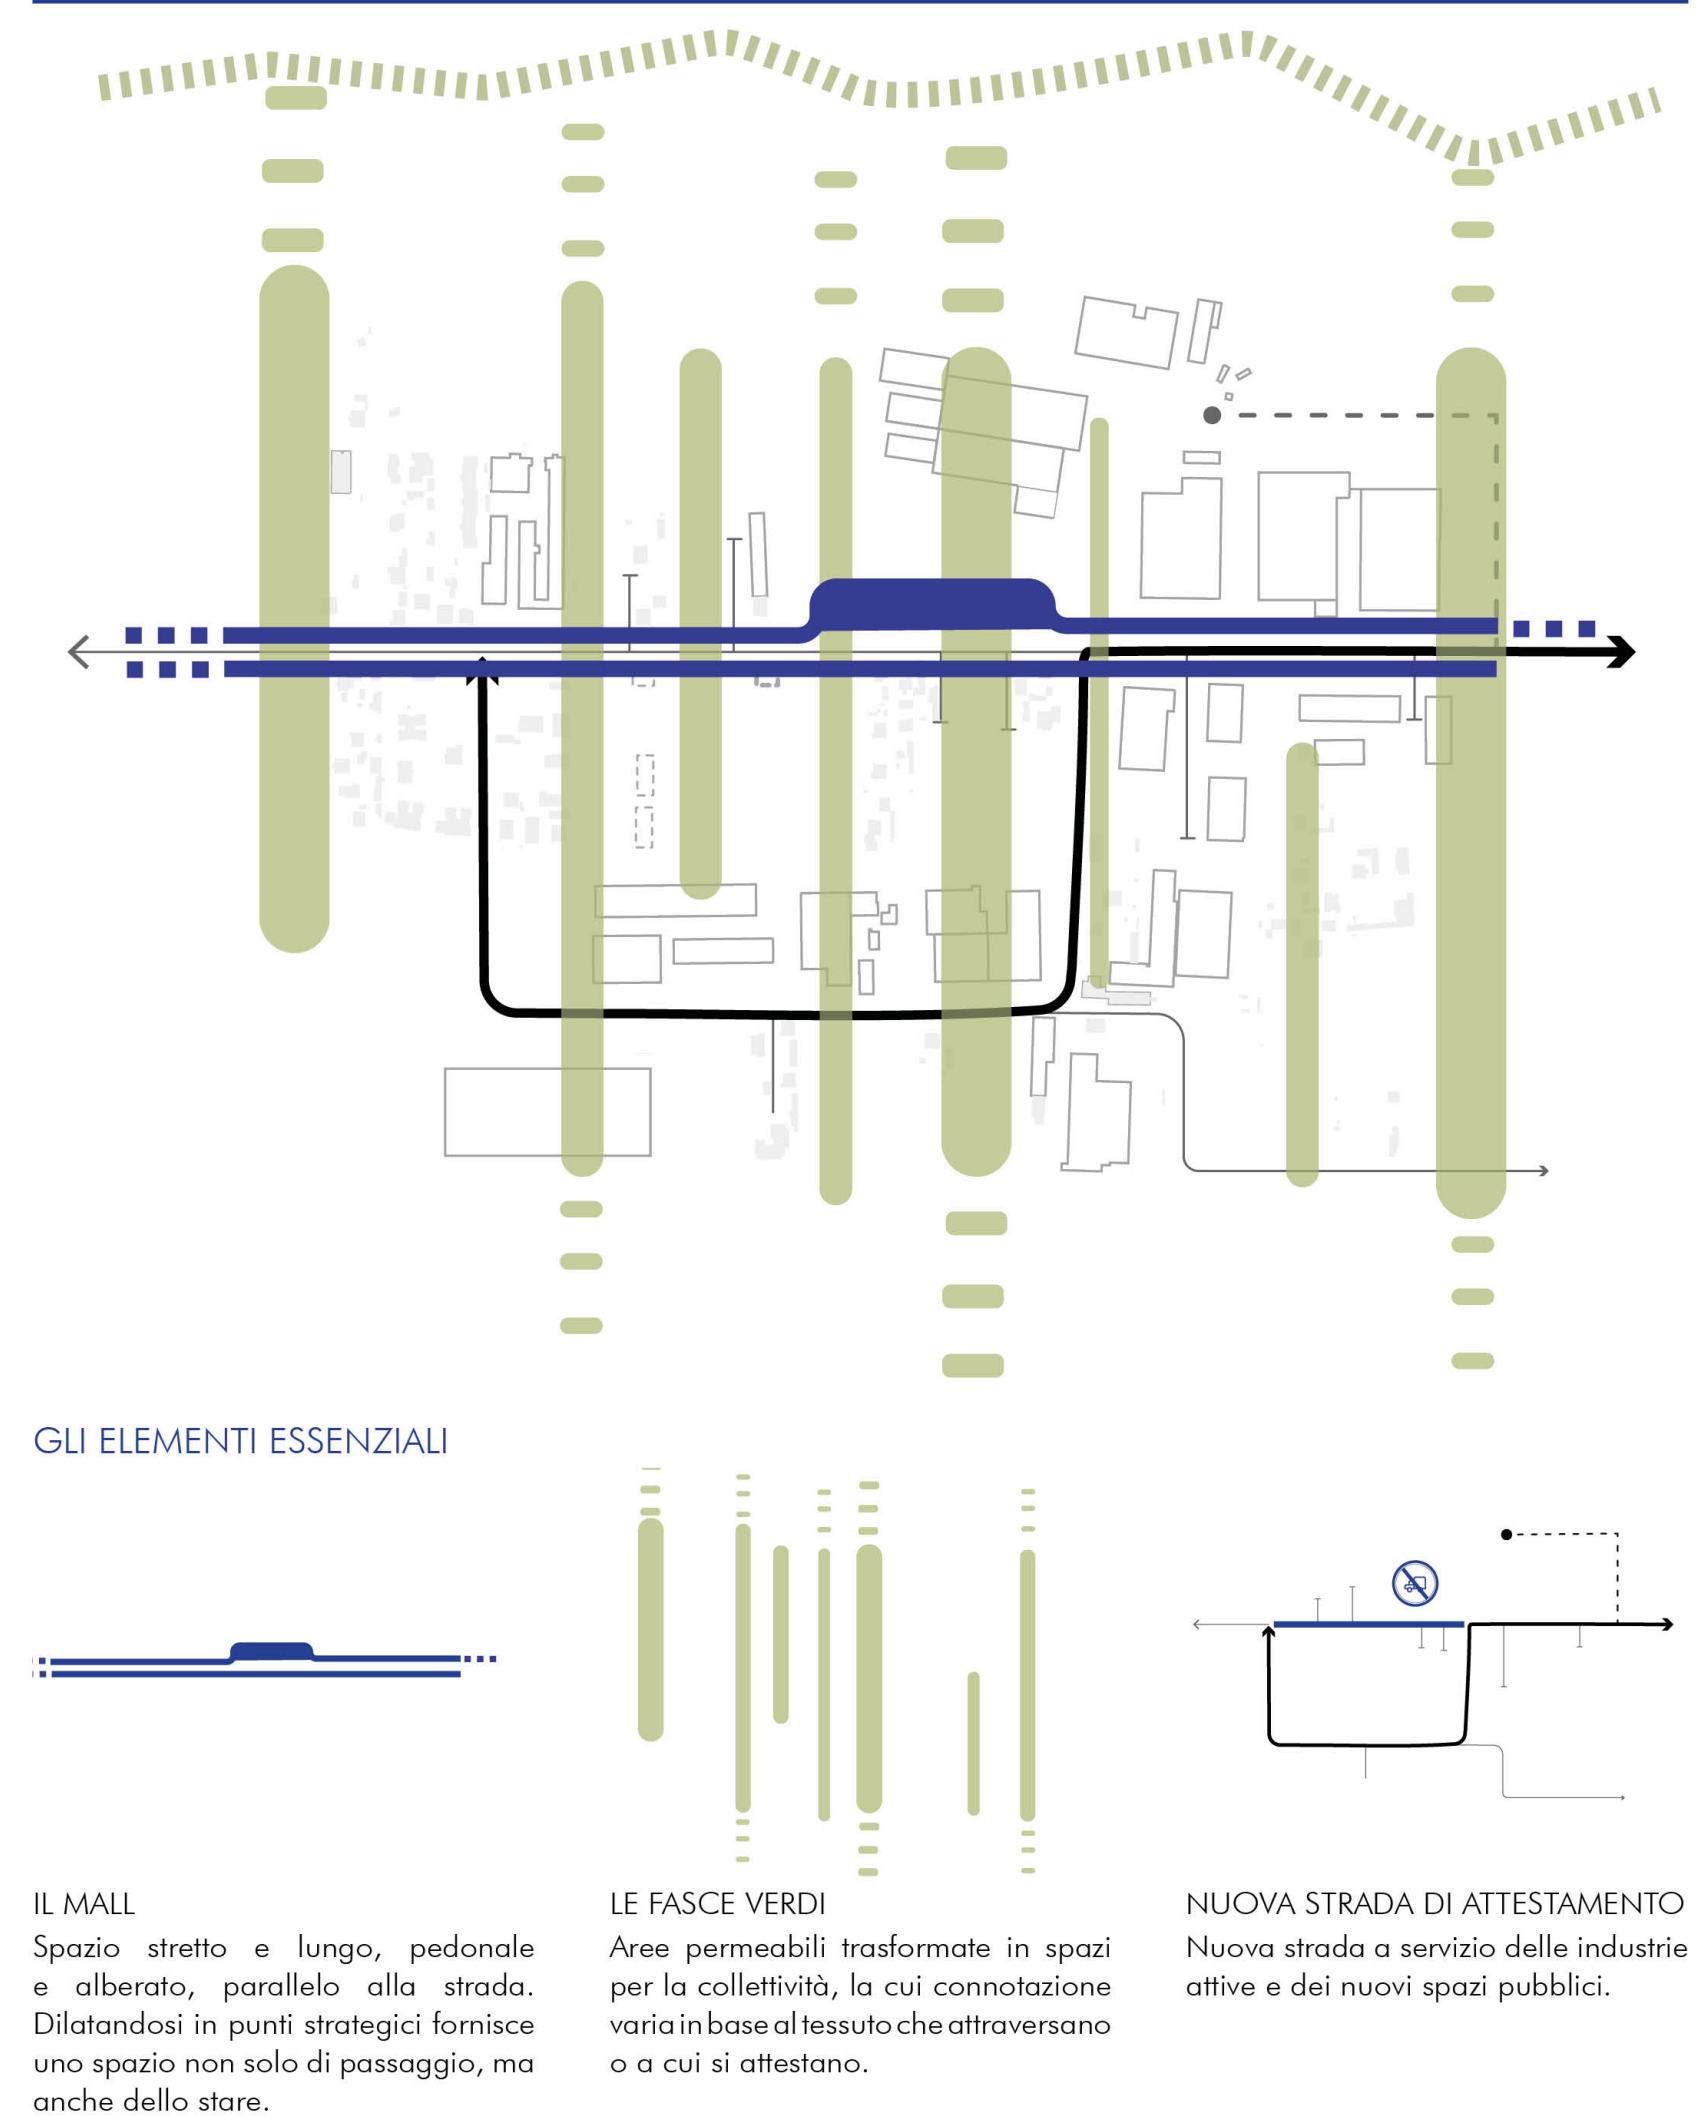 GLI ELEMENTI ESSENZIALI
IL MALL
Spazio stretto e lungo, pedonale
e alberato, parallelo alla strada.
Dilatandosi in punti strategici fornisce
uno spazio non solo di passaggio, ma
anche dello stare.
LE FASCE VERDI
Aree permeabili trasformate in spazi
per la collettività, la cui connotazione
varia in base al tessuto che attraversano
o a cui si attestano.
NUOVA STRADA DI ATTESTAMENTO
Nuova strada a servizio delle industrie
attive e dei nuovi spazi pubblici.